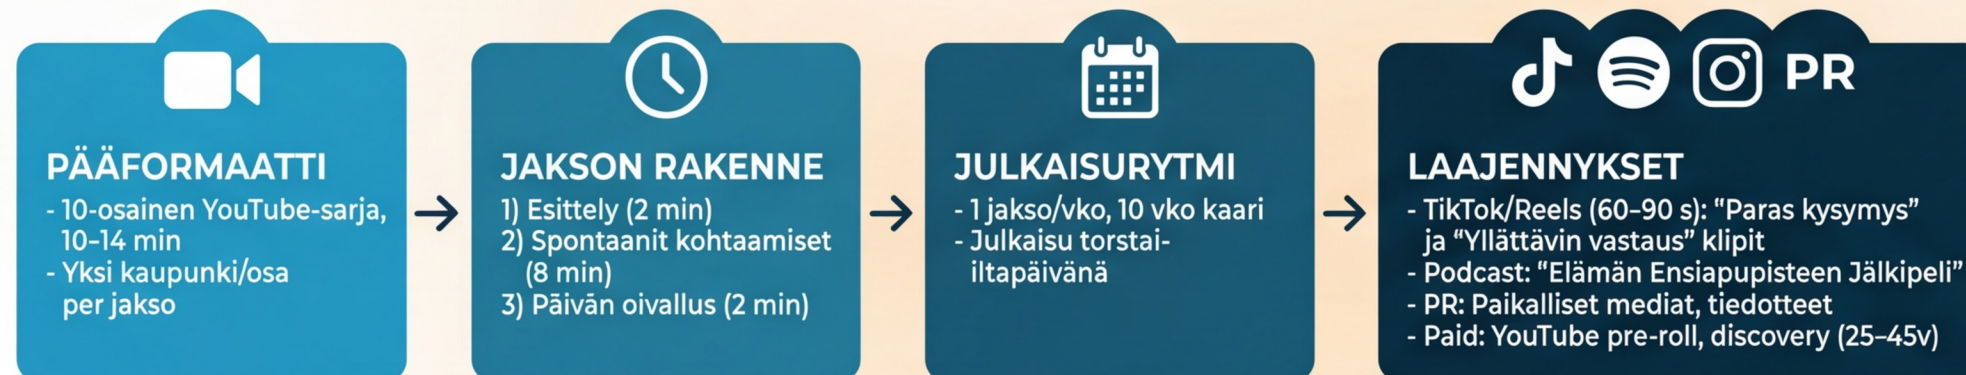 PÄÄFORMAATTI
- 10-osainen YouTube-sarja,
10–14 min
- Yksi kaupunki/osa
per jakso
JAKSON RAKENNE
1) Esittely (2 min)
2) Spontaanit kohtaamiset
(8 min)
3) Päivän oivallus (2 min)
JULKAISURYTMI
- 1 jakso/vko, 10 vko kaari
- Julkaisu torstai-
iltapäivänä
PR
LAAJENNYKSET
- TikTok/Reels (60–90 s): “Paras kysymys”
ja “Yllättävin vastaus” klipit
- Podcast: “Elämän Ensiapupisteen Jälkipeli”
- PR: Paikalliset mediat, tiedotteet
- Paid: YouTube pre-roll, discovery (25–45v)